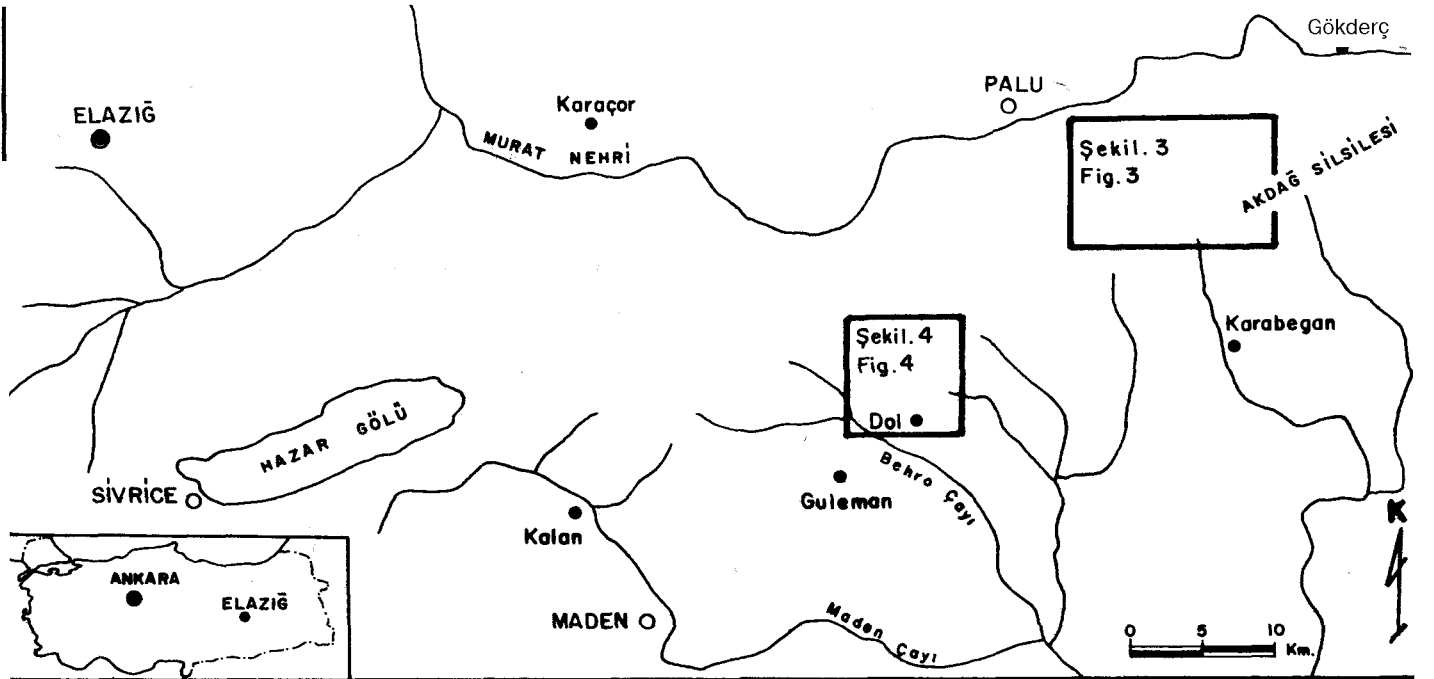 Gökderç
PALU
ELAZIĞ
Karaçor
MURAT NEHRİ
Şekil. 3
Fig. 3
AKDAĞ SİLSİLESİ
Şekil. 4
Fig. 4
Karabegan
Dol
HAZAR GÖLÜ
Behro Çayı
SİVRİCE
Guleman
Kalan
K
ANKARA
ELAZIĞ
MADEN
Maden Çayı
0 5 10
Km.